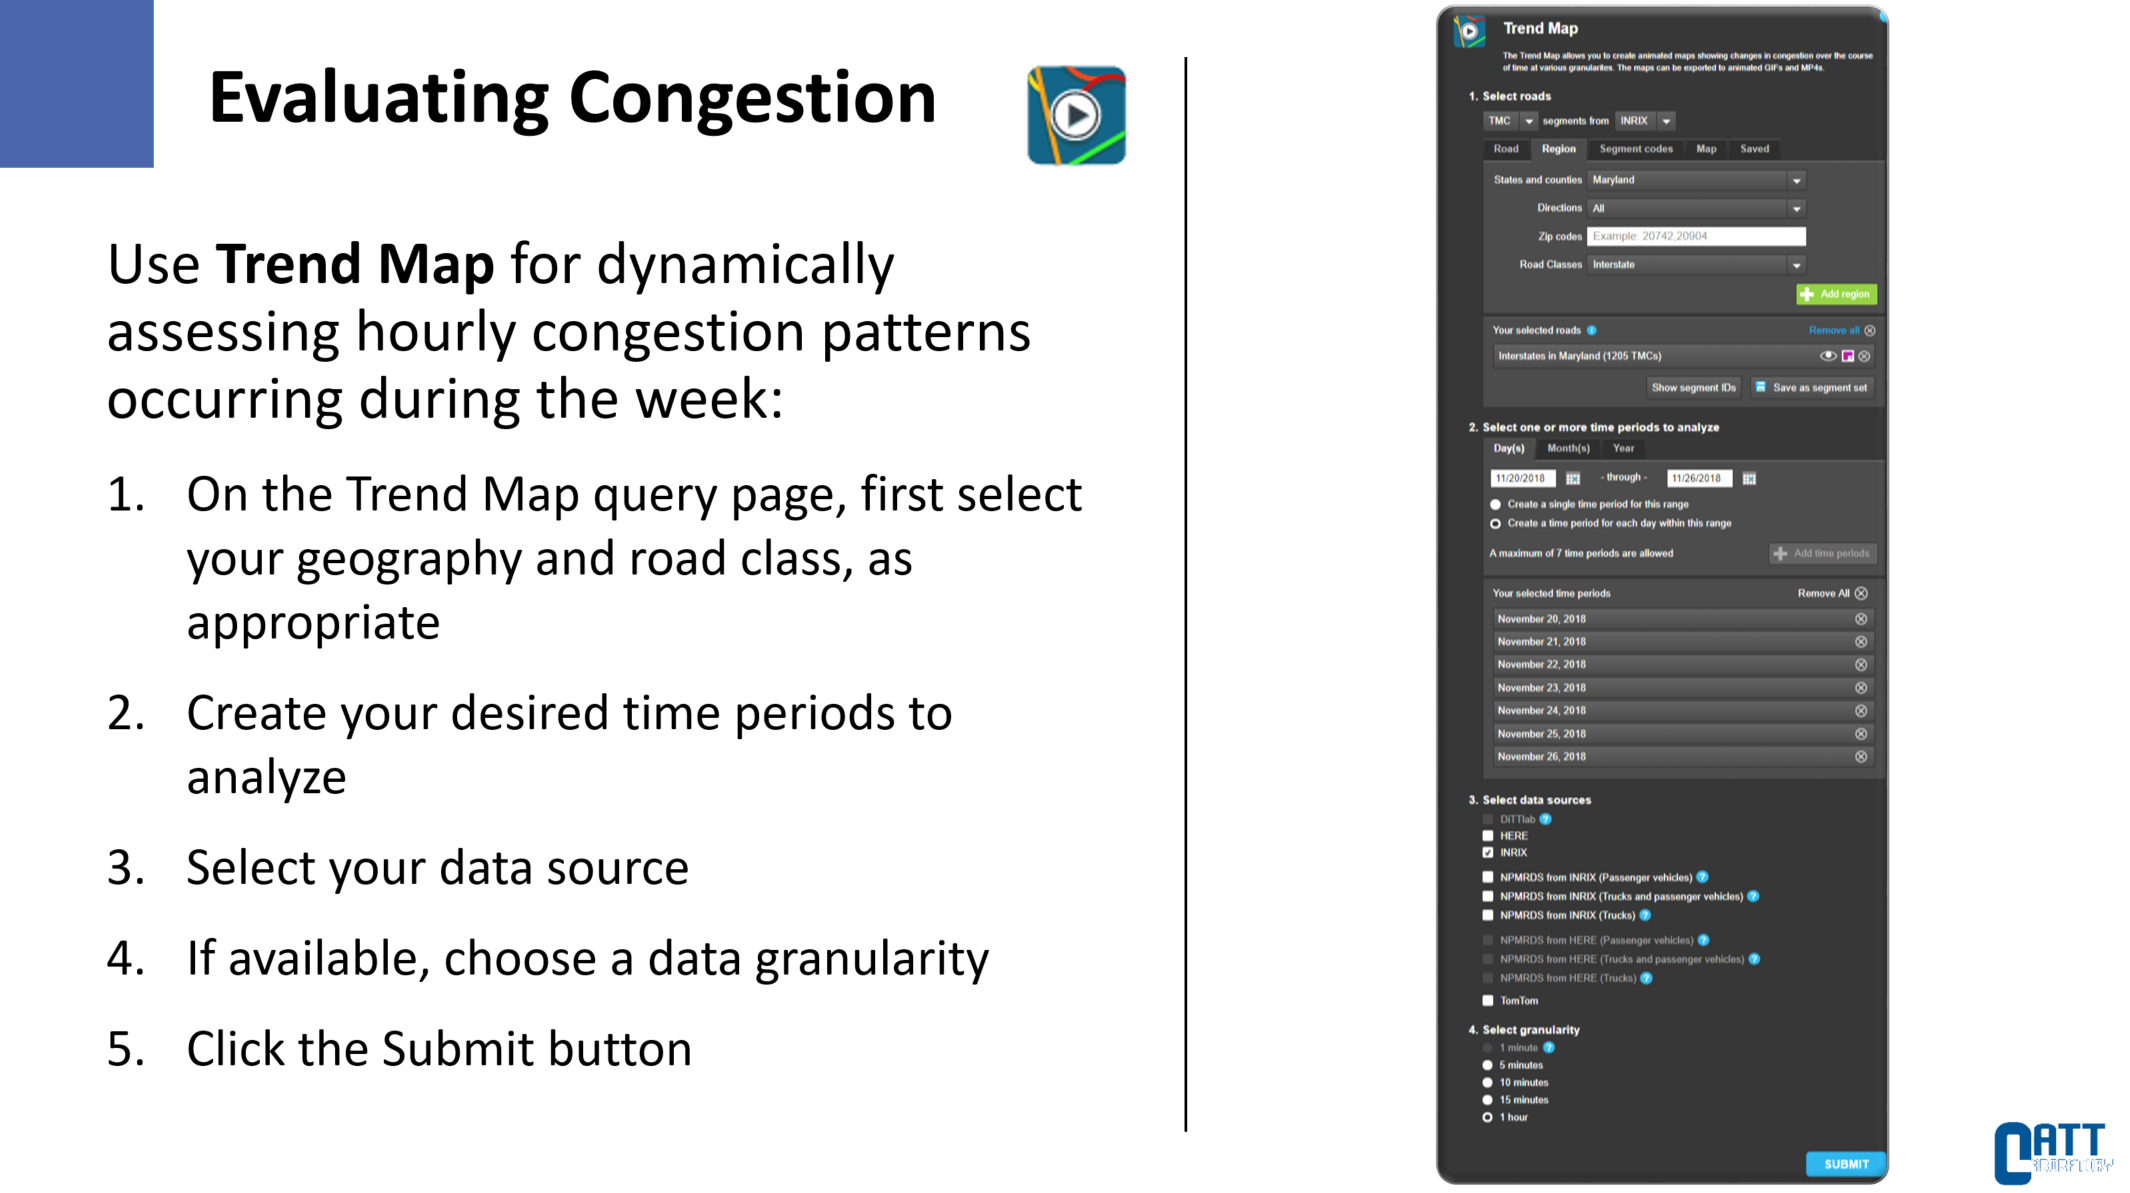 Evaluating Congestion
Use Trend Map for dynamically
assessing hourly congestion patterns
occurring during the week:
1. On the Trend Map query page, first select
your geography and road class, as
appropriate
2. Create your desired time periods to
analyze
3. Select your data source
4. If available, choose a data granularity
5. Click the Submit button
Trend Map
The Trend Map allows you to create animated maps showing changes in congestion over the course
of time at various granularites. The maps can be exported to animated GIFs and MP4s.
1. Select roads
TMC segments from INRIX
Road Region Segment codes Map Saved
States and counties Maryland
Directions All
Zip codes Example: 20742,20904
Road Classes Interstate
Add region
Your selected roads Remove all
Interstates in Maryland (1205 TMCs)
Show segment IDs Save as segment set
2. Select one or more time periods to analyze
Day(s) Month(s) Year
11/20/2018 - through - 11/26/2018
Create a single time period for this range
Create a time period for each day within this range
A maximum of 7 time periods are allowed Add time periods
Your selected time periods Remove All
November 20, 2018
November 21, 2018
November 22, 2018
November 23, 2018
November 24, 2018
November 25, 2018
November 26, 2018
3. Select data sources
DiTTlab ?
HERE
INRIX
NPMRDS from INRIX (Passenger vehicles) ?
NPMRDS from INRIX (Trucks and passenger vehicles) ?
NPMRDS from INRIX (Trucks) ?
NPMRDS from HERE (Passenger vehicles) ?
NPMRDS from HERE (Trucks and passenger vehicles) ?
NPMRDS from HERE (Trucks) ?
TomTom
4. Select granularity
1 minute ?
5 minutes
10 minutes
15 minutes
1 hour
SUBMIT
CATT
LABORATORY